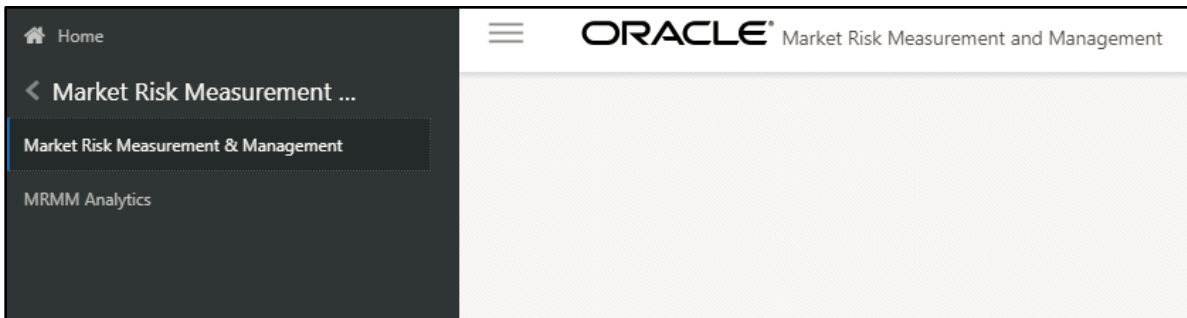 Home
ORACLE® Market Risk Measurement and Management
Market Risk Measurement ...
Market Risk Measurement & Management
MRMM Analytics